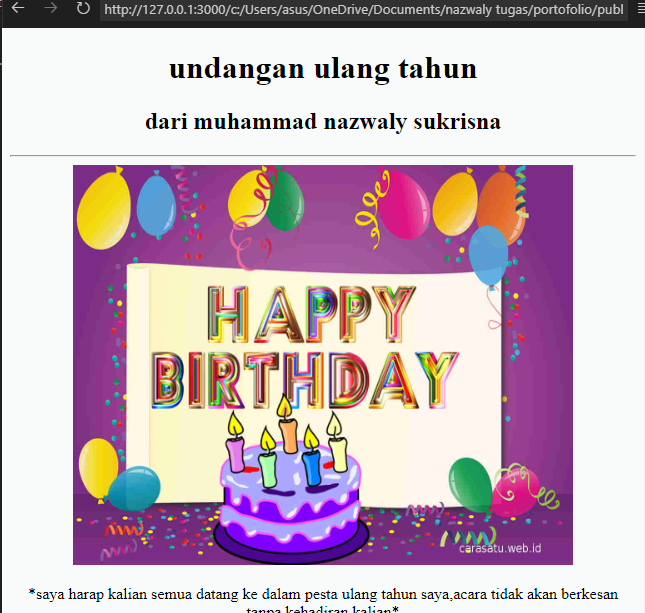 http://127.0.0.1:3000/c:/Users/asus/OneDrive/Documents/nazwaly tugas/portofolio/publ
undangan ulang tahun
dari muhammad nazwaly sukrisna
HAPPY
BIRTHDAY
carasatu.web.id
*saya harap kalian semua datang ke dalam pesta ulang tahun saya,acara tidak akan berkesan
tanpa kehadiran kalian*